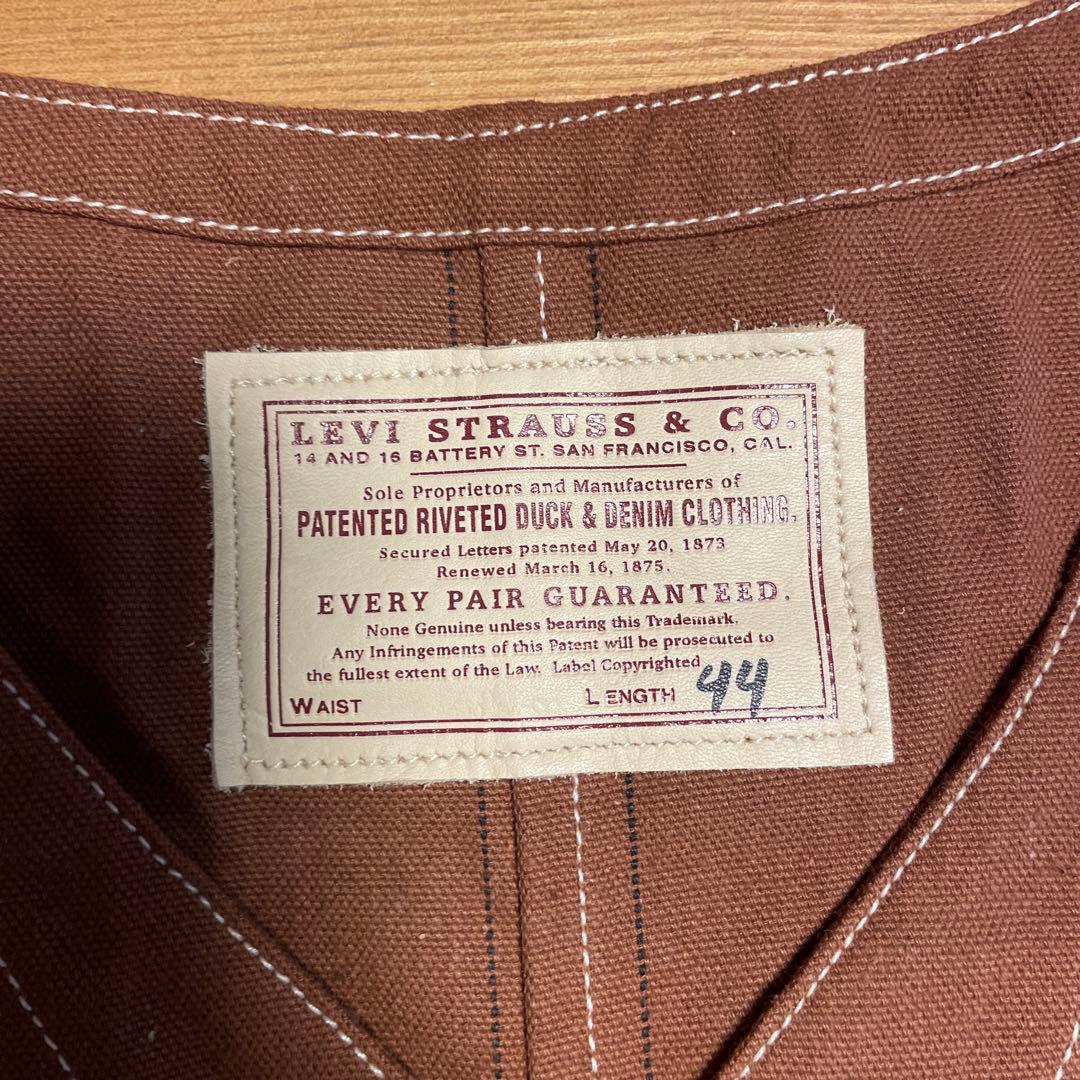 LEVI STRAUSS & CO.
14 AND 16 BATTERY ST. SAN FRANCISCO, CAL.
Sole Proprietors and Manufacturers of
PATENTED RIVETED DUCK & DENIM CLOTHING.
Secured Letters patented May 20, 1873
Renewed March 16, 1875.
EVERY PAIR GUARANTEED.
None Genuine unless bearing this Trademark.
Any Infringements of this Patent will be prosecuted to
the fullest extent of the Law. Label Copyrighted
WAIST LENGTH 44